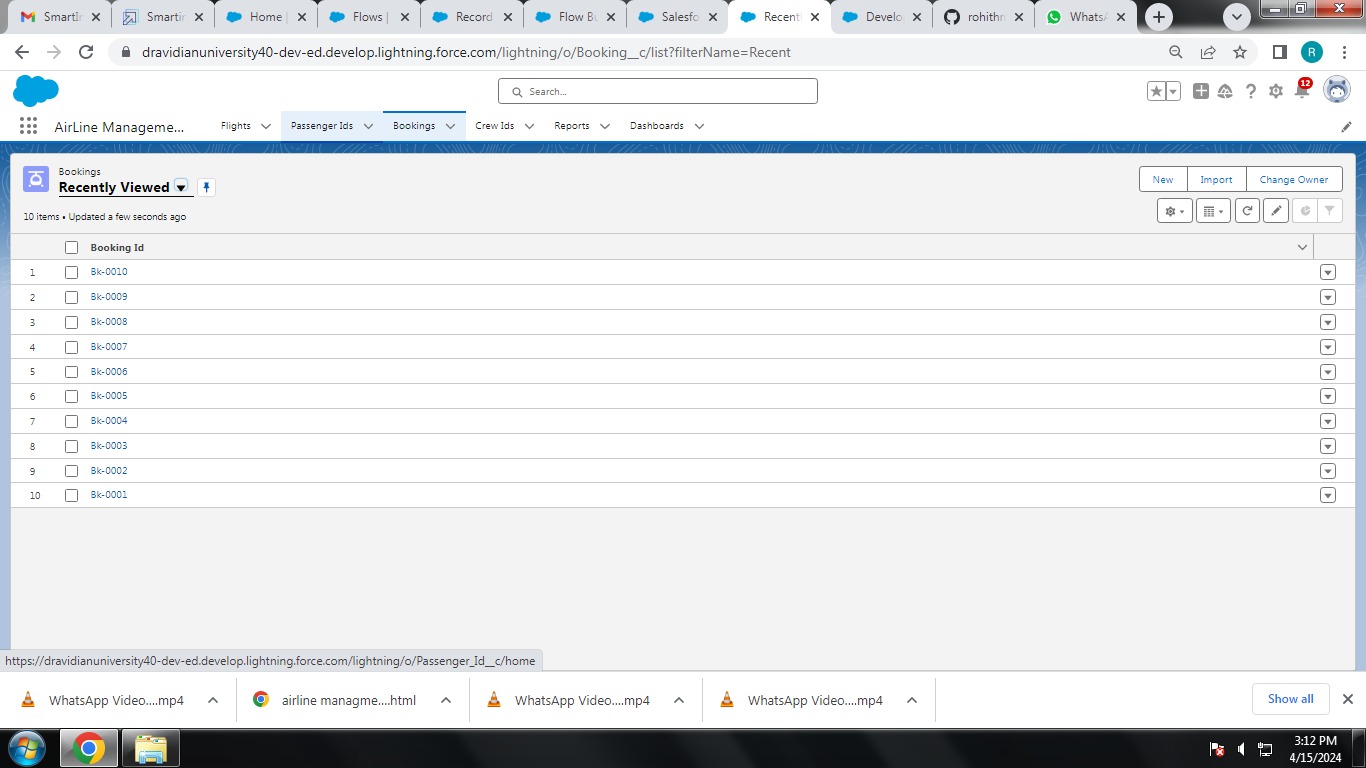 SmartIn
Smartin
Home |
Flows |
Record
Flow Bu
Salesfo
Recentl
Develo
rohithr
WhatsA
dravidianuniversity40-dev-ed.develop.lightning.force.com/lightning/o/Booking__c/list?filterName=Recent
R
Search...
12
AirLine Manageme...
Flights
Passenger Ids
Bookings
Crew Ids
Reports
Dashboards
Bookings
Recently Viewed
New
Import
Change Owner
10 items • Updated a few seconds ago
Booking Id
1 Bk-0010
2 Bk-0009
3 Bk-0008
4 Bk-0007
5 Bk-0006
6 Bk-0005
7 Bk-0004
8 Bk-0003
9 Bk-0002
10 Bk-0001
https://dravidianuniversity40-dev-ed.develop.lightning.force.com/lightning/o/Passenger_Id__c/home
WhatsApp Video....mp4
airline managme....html
WhatsApp Video....mp4
WhatsApp Video....mp4
Show all
3:12 PM
4/15/2024